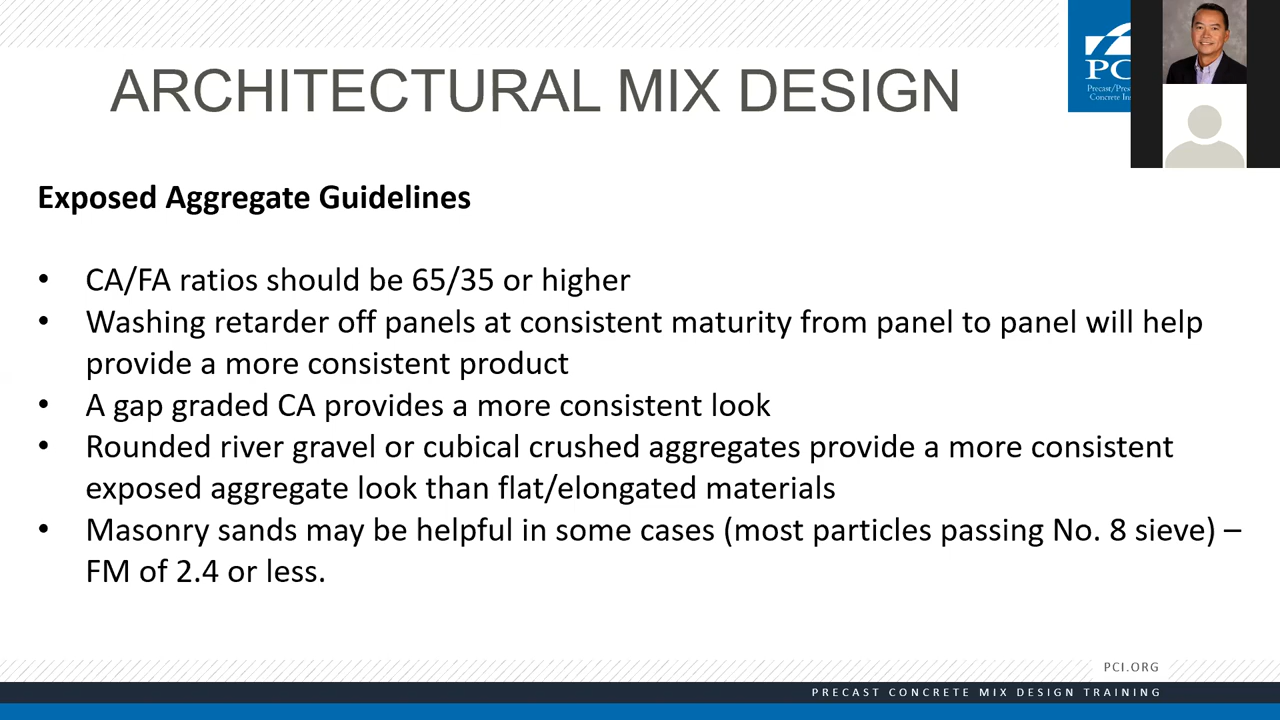 ARCHITECTURAL MIX DESIGN
PC
Concrete
Exposed Aggregate Guidelines
• CA/FA ratios should be 65/35 or higher
• Washing retarder off panels at consistent maturity from panel to panel will help
provide a more consistent product
• A gap graded CA provides a more consistent look
• Rounded river gravel or cubical crushed aggregates provide a more consistent
exposed aggregate look than flat/elongated materials
• Masonry sands may be helpful in some cases (most particles passing No. 8 sieve) –
FM of 2.4 or less.
PCI.ORG
PRECAST CONCRETE MIX DESIGN TRAINING